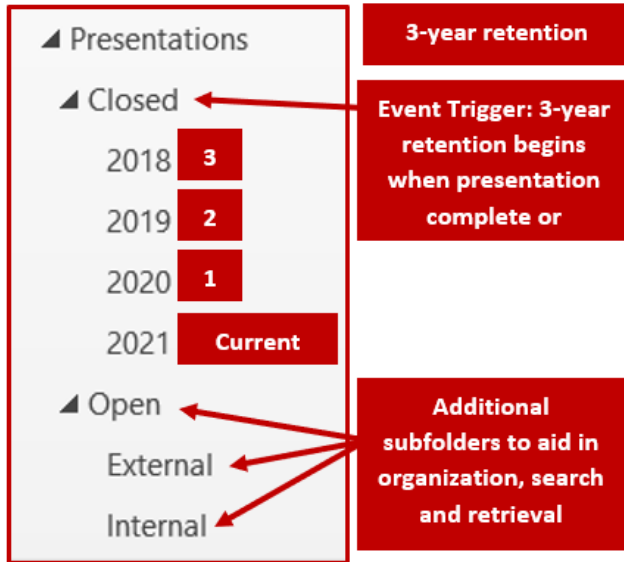 Presentations
3-year retention
Closed
Event Trigger: 3-year
retention begins
when presentation
complete or
2018 3
2019 2
2020 1
2021 Current
Open
External
Internal
Additional
subfolders to aid in
organization, search
and retrieval